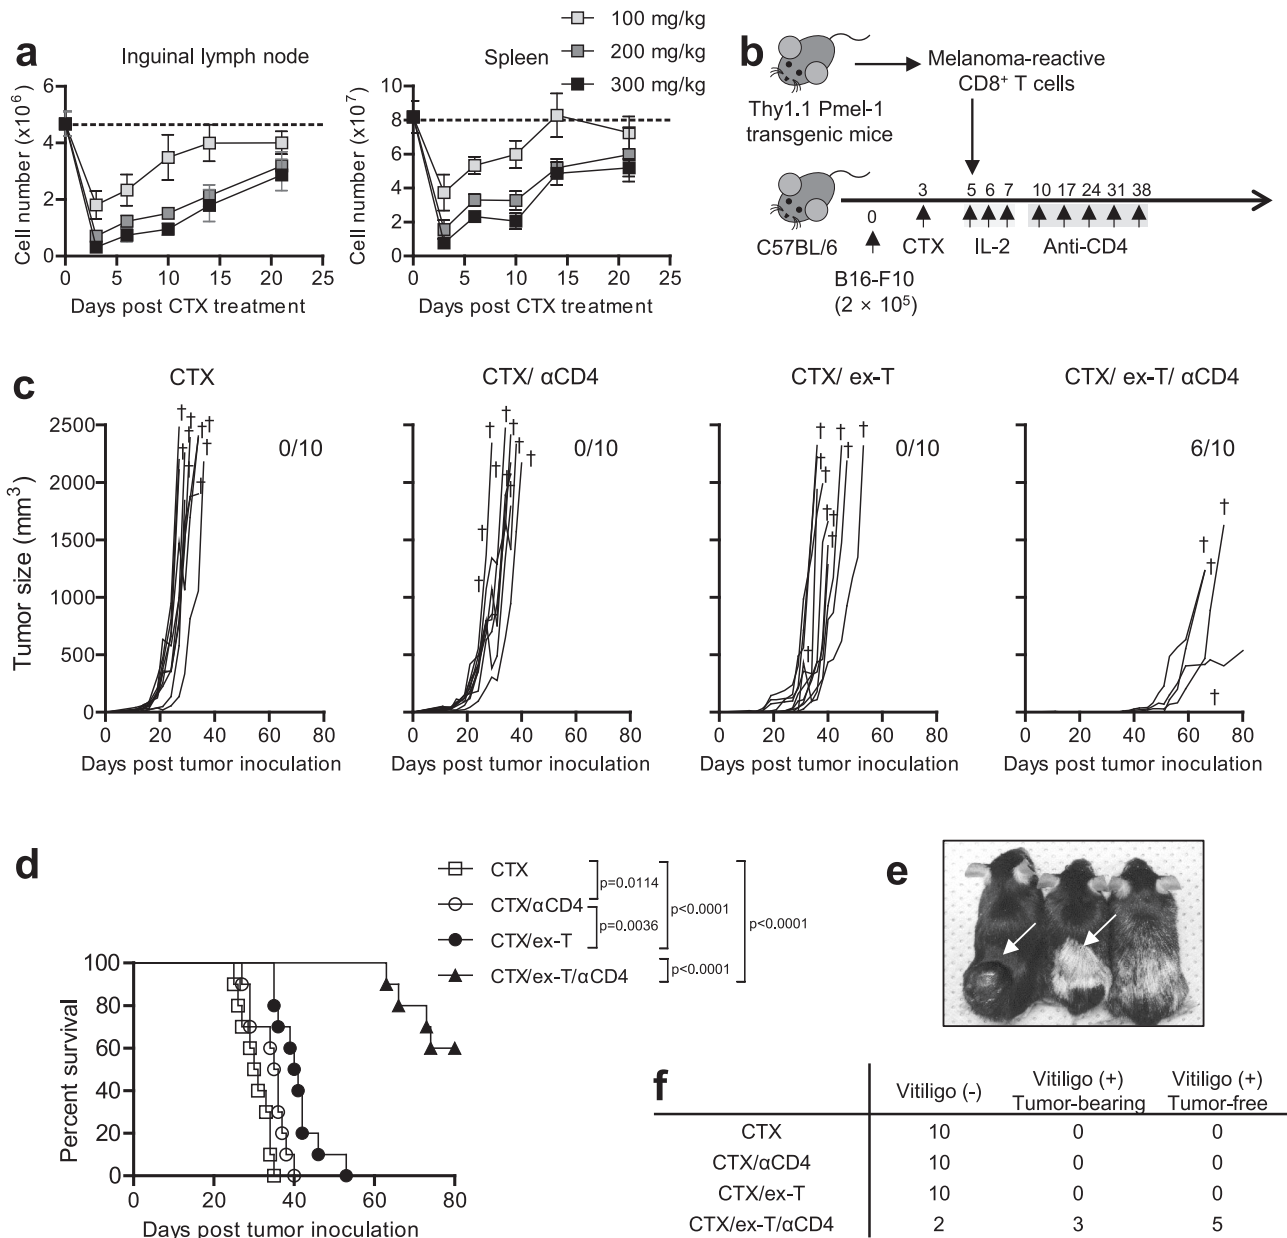 a
Inguinal lymph node
Spleen
100 mg/kg
200 mg/kg
300 mg/kg
Cell number (x10⁶)
6
4
2
0
0 5 10 15 20 25
Days post CTX treatment
Cell number (x10⁷)
10
8
6
4
2
0
0 5 10 15 20 25
Days post CTX treatment
b
Thy1.1 Pmel-1
transgenic mice
Melanoma-reactive
CD8⁺ T cells
C57BL/6
0 3 5 6 7 10 17 24 31 38
CTX IL-2 Anti-CD4
B16-F10
(2 × 10⁵)
c
CTX
CTX/ αCD4
CTX/ ex-T
CTX/ ex-T/ αCD4
Tumor size (mm³)
2500
2000
1500
1000
500
0
0/10
0/10
0/10
6/10
† † † † † † † † † †
† † † † † † † † † †
† † † † † † † † † †
† † † †
0 20 40 60 80
0 20 40 60 80
0 20 40 60 80
0 20 40 60 80
Days post tumor inoculation
Days post tumor inoculation
Days post tumor inoculation
Days post tumor inoculation
d
CTX
CTX/αCD4
CTX/ex-T
CTX/ex-T/αCD4
p=0.0114
p=0.0036
p<0.0001
p<0.0001
p<0.0001
Percent survival
100
80
60
40
20
0
0 20 40 60 80
Days post tumor inoculation
e
f
Vitiligo (-) Vitiligo (+) Tumor-bearing Vitiligo (+) Tumor-free
CTX 10 0 0
CTX/αCD4 10 0 0
CTX/ex-T 10 0 0
CTX/ex-T/αCD4 2 3 5